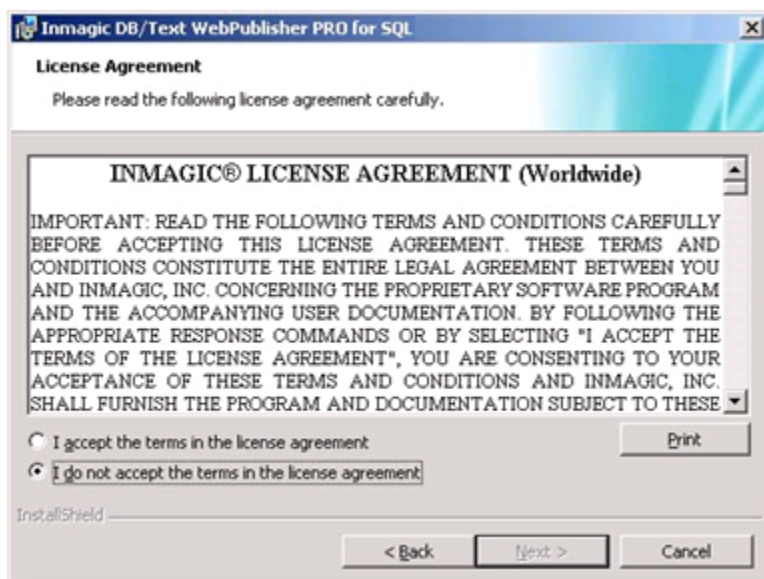 Inmagic DB/Text WebPublisher PRO for SQL
License Agreement
Please read the following license agreement carefully.
INMAGIC® LICENSE AGREEMENT (Worldwide)
IMPORTANT: READ THE FOLLOWING TERMS AND CONDITIONS CAREFULLY
BEFORE ACCEPTING THIS LICENSE AGREEMENT. THESE TERMS AND
CONDITIONS CONSTITUTE THE ENTIRE LEGAL AGREEMENT BETWEEN YOU
AND INMAGIC, INC. CONCERNING THE PROPRIETARY SOFTWARE PROGRAM
AND THE ACCOMPANYING USER DOCUMENTATION. BY FOLLOWING THE
APPROPRIATE RESPONSE COMMANDS OR BY SELECTING "I ACCEPT THE
TERMS OF THE LICENSE AGREEMENT", YOU ARE CONSENTING TO YOUR
ACCEPTANCE OF THESE TERMS AND CONDITIONS AND INMAGIC, INC.
SHALL FURNISH THE PROGRAM AND DOCUMENTATION SUBJECT TO THESE
I accept the terms in the license agreement
Print
I do not accept the terms in the license agreement
InstallShield
< Back
Next >
Cancel